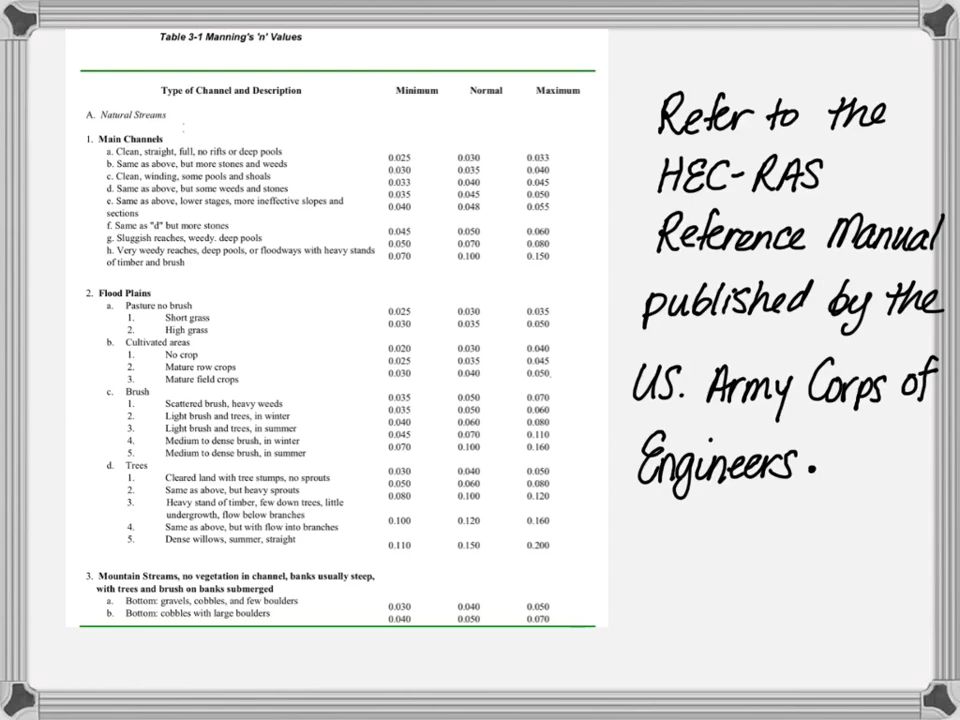 Table 3-1 Manning's 'n' Values
Type of Channel and Description Minimum Normal Maximum
A. Natural Streams
1. Main Channels
a. Clean, straight, full, no rifts or deep pools 0.025 0.030 0.033
b. Same as above, but more stones and weeds 0.030 0.035 0.040
c. Clean, winding, some pools and shoals 0.033 0.040 0.045
d. Same as above, but some weeds and stones 0.035 0.045 0.050
e. Same as above, lower stages, more ineffective slopes and 0.040 0.048 0.055
sections
f. Same as "d" but more stones 0.045 0.050 0.060
g. Sluggish reaches, weedy. deep pools 0.050 0.070 0.080
h. Very weedy reaches, deep pools, or floodways with heavy stands 0.070 0.100 0.150
of timber and brush
2. Flood Plains
a. Pasture no brush
1. Short grass 0.025 0.030 0.035
2. High grass 0.030 0.035 0.050
b. Cultivated areas
1. No crop 0.020 0.030 0.040
2. Mature row crops 0.025 0.035 0.045
3. Mature field crops 0.030 0.040 0.050
c. Brush
1. Scattered brush, heavy weeds 0.035 0.050 0.070
2. Light brush and trees, in winter 0.035 0.050 0.060
3. Light brush and trees, in summer 0.040 0.060 0.080
4. Medium to dense brush, in winter 0.045 0.070 0.110
5. Medium to dense brush, in summer 0.070 0.100 0.160
d. Trees
1. Cleared land with tree stumps, no sprouts 0.030 0.040 0.050
2. Same as above, but heavy sprouts 0.050 0.060 0.080
3. Heavy stand of timber, few down trees, little 0.080 0.100 0.120
undergrowth, flow below branches
4. Same as above, but with flow into branches 0.100 0.120 0.160
5. Dense willows, summer, straight 0.110 0.150 0.200
3. Mountain Streams, no vegetation in channel, banks usually steep,
with trees and brush on banks submerged
a. Bottom: gravels, cobbles, and few boulders 0.030 0.040 0.050
b. Bottom: cobbles with large boulders 0.040 0.050 0.070
Refer to the
HEC-RAS
Reference Manual
published by the
US. Army Corps of
Engineers.